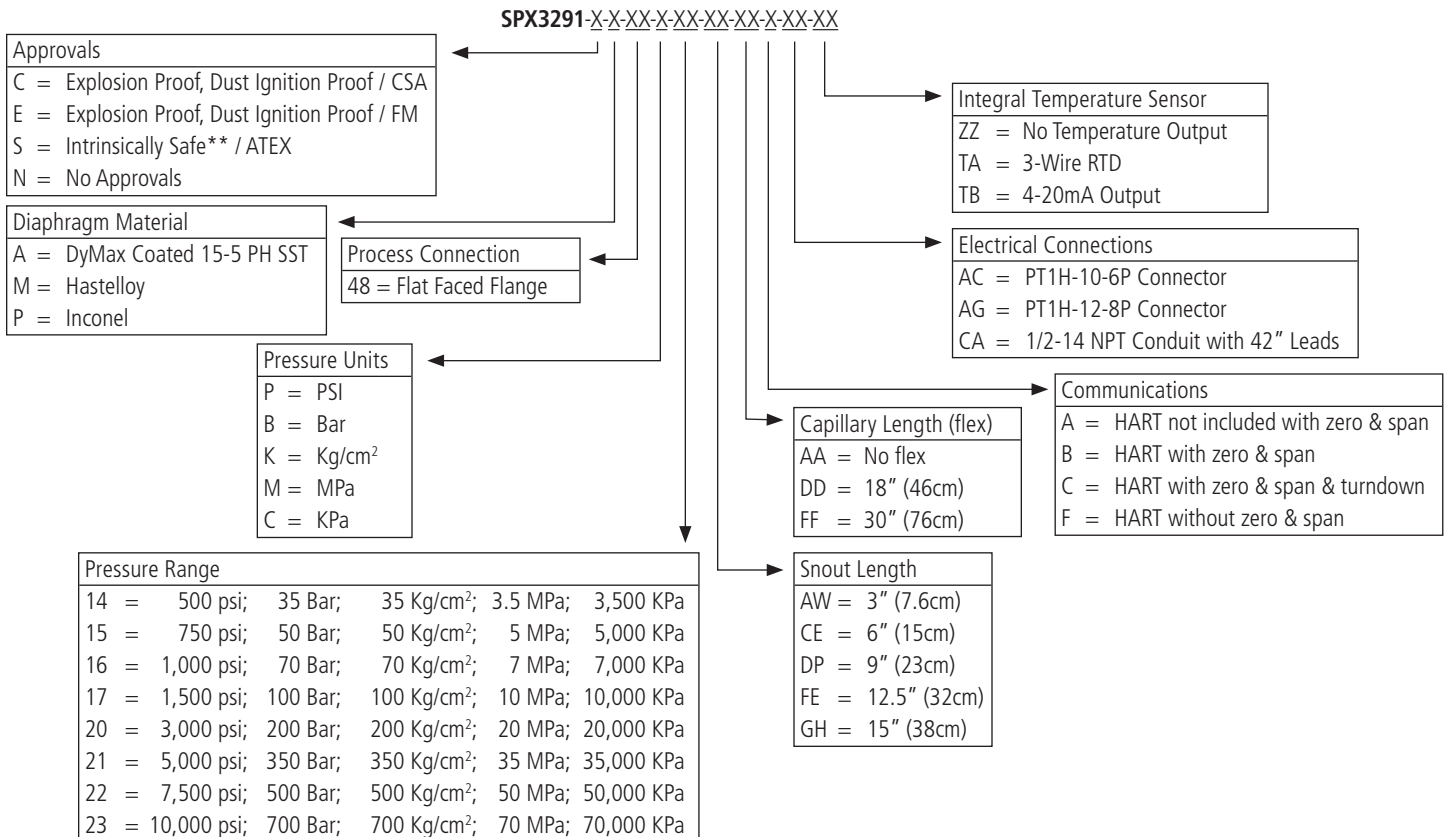 SPX3291-X-X-XX-X-XX-XX-XX-X-XX-XX
Approvals
C = Explosion Proof, Dust Ignition Proof / CSA
E = Explosion Proof, Dust Ignition Proof / FM
S = Intrinsically Safe** / ATEX
N = No Approvals
Diaphragm Material
A = DyMax Coated 15-5 PH SST
M = Hastelloy
P = Inconel
Process Connection
48 = Flat Faced Flange
Pressure Units
P = PSI
B = Bar
K = Kg/cm²
M = MPa
C = KPa
Pressure Range
14 = 500 psi; 35 Bar; 35 Kg/cm²; 3.5 MPa; 3,500 KPa
15 = 750 psi; 50 Bar; 50 Kg/cm²; 5 MPa; 5,000 KPa
16 = 1,000 psi; 70 Bar; 70 Kg/cm²; 7 MPa; 7,000 KPa
17 = 1,500 psi; 100 Bar; 100 Kg/cm²; 10 MPa; 10,000 KPa
20 = 3,000 psi; 200 Bar; 200 Kg/cm²; 20 MPa; 20,000 KPa
21 = 5,000 psi; 350 Bar; 350 Kg/cm²; 35 MPa; 35,000 KPa
22 = 7,500 psi; 500 Bar; 500 Kg/cm²; 50 MPa; 50,000 KPa
23 = 10,000 psi; 700 Bar; 700 Kg/cm²; 70 MPa; 70,000 KPa
Integral Temperature Sensor
ZZ = No Temperature Output
TA = 3-Wire RTD
TB = 4-20mA Output
Electrical Connections
AC = PT1H-10-6P Connector
AG = PT1H-12-8P Connector
CA = 1/2-14 NPT Conduit with 42″ Leads
Communications
A = HART not included with zero & span
B = HART with zero & span
C = HART with zero & span & turndown
F = HART without zero & span
Capillary Length (flex)
AA = No flex
DD = 18″ (46cm)
FF = 30″ (76cm)
Snout Length
AW = 3″ (7.6cm)
CE = 6″ (15cm)
DP = 9″ (23cm)
FE = 12.5″ (32cm)
GH = 15″ (38cm)